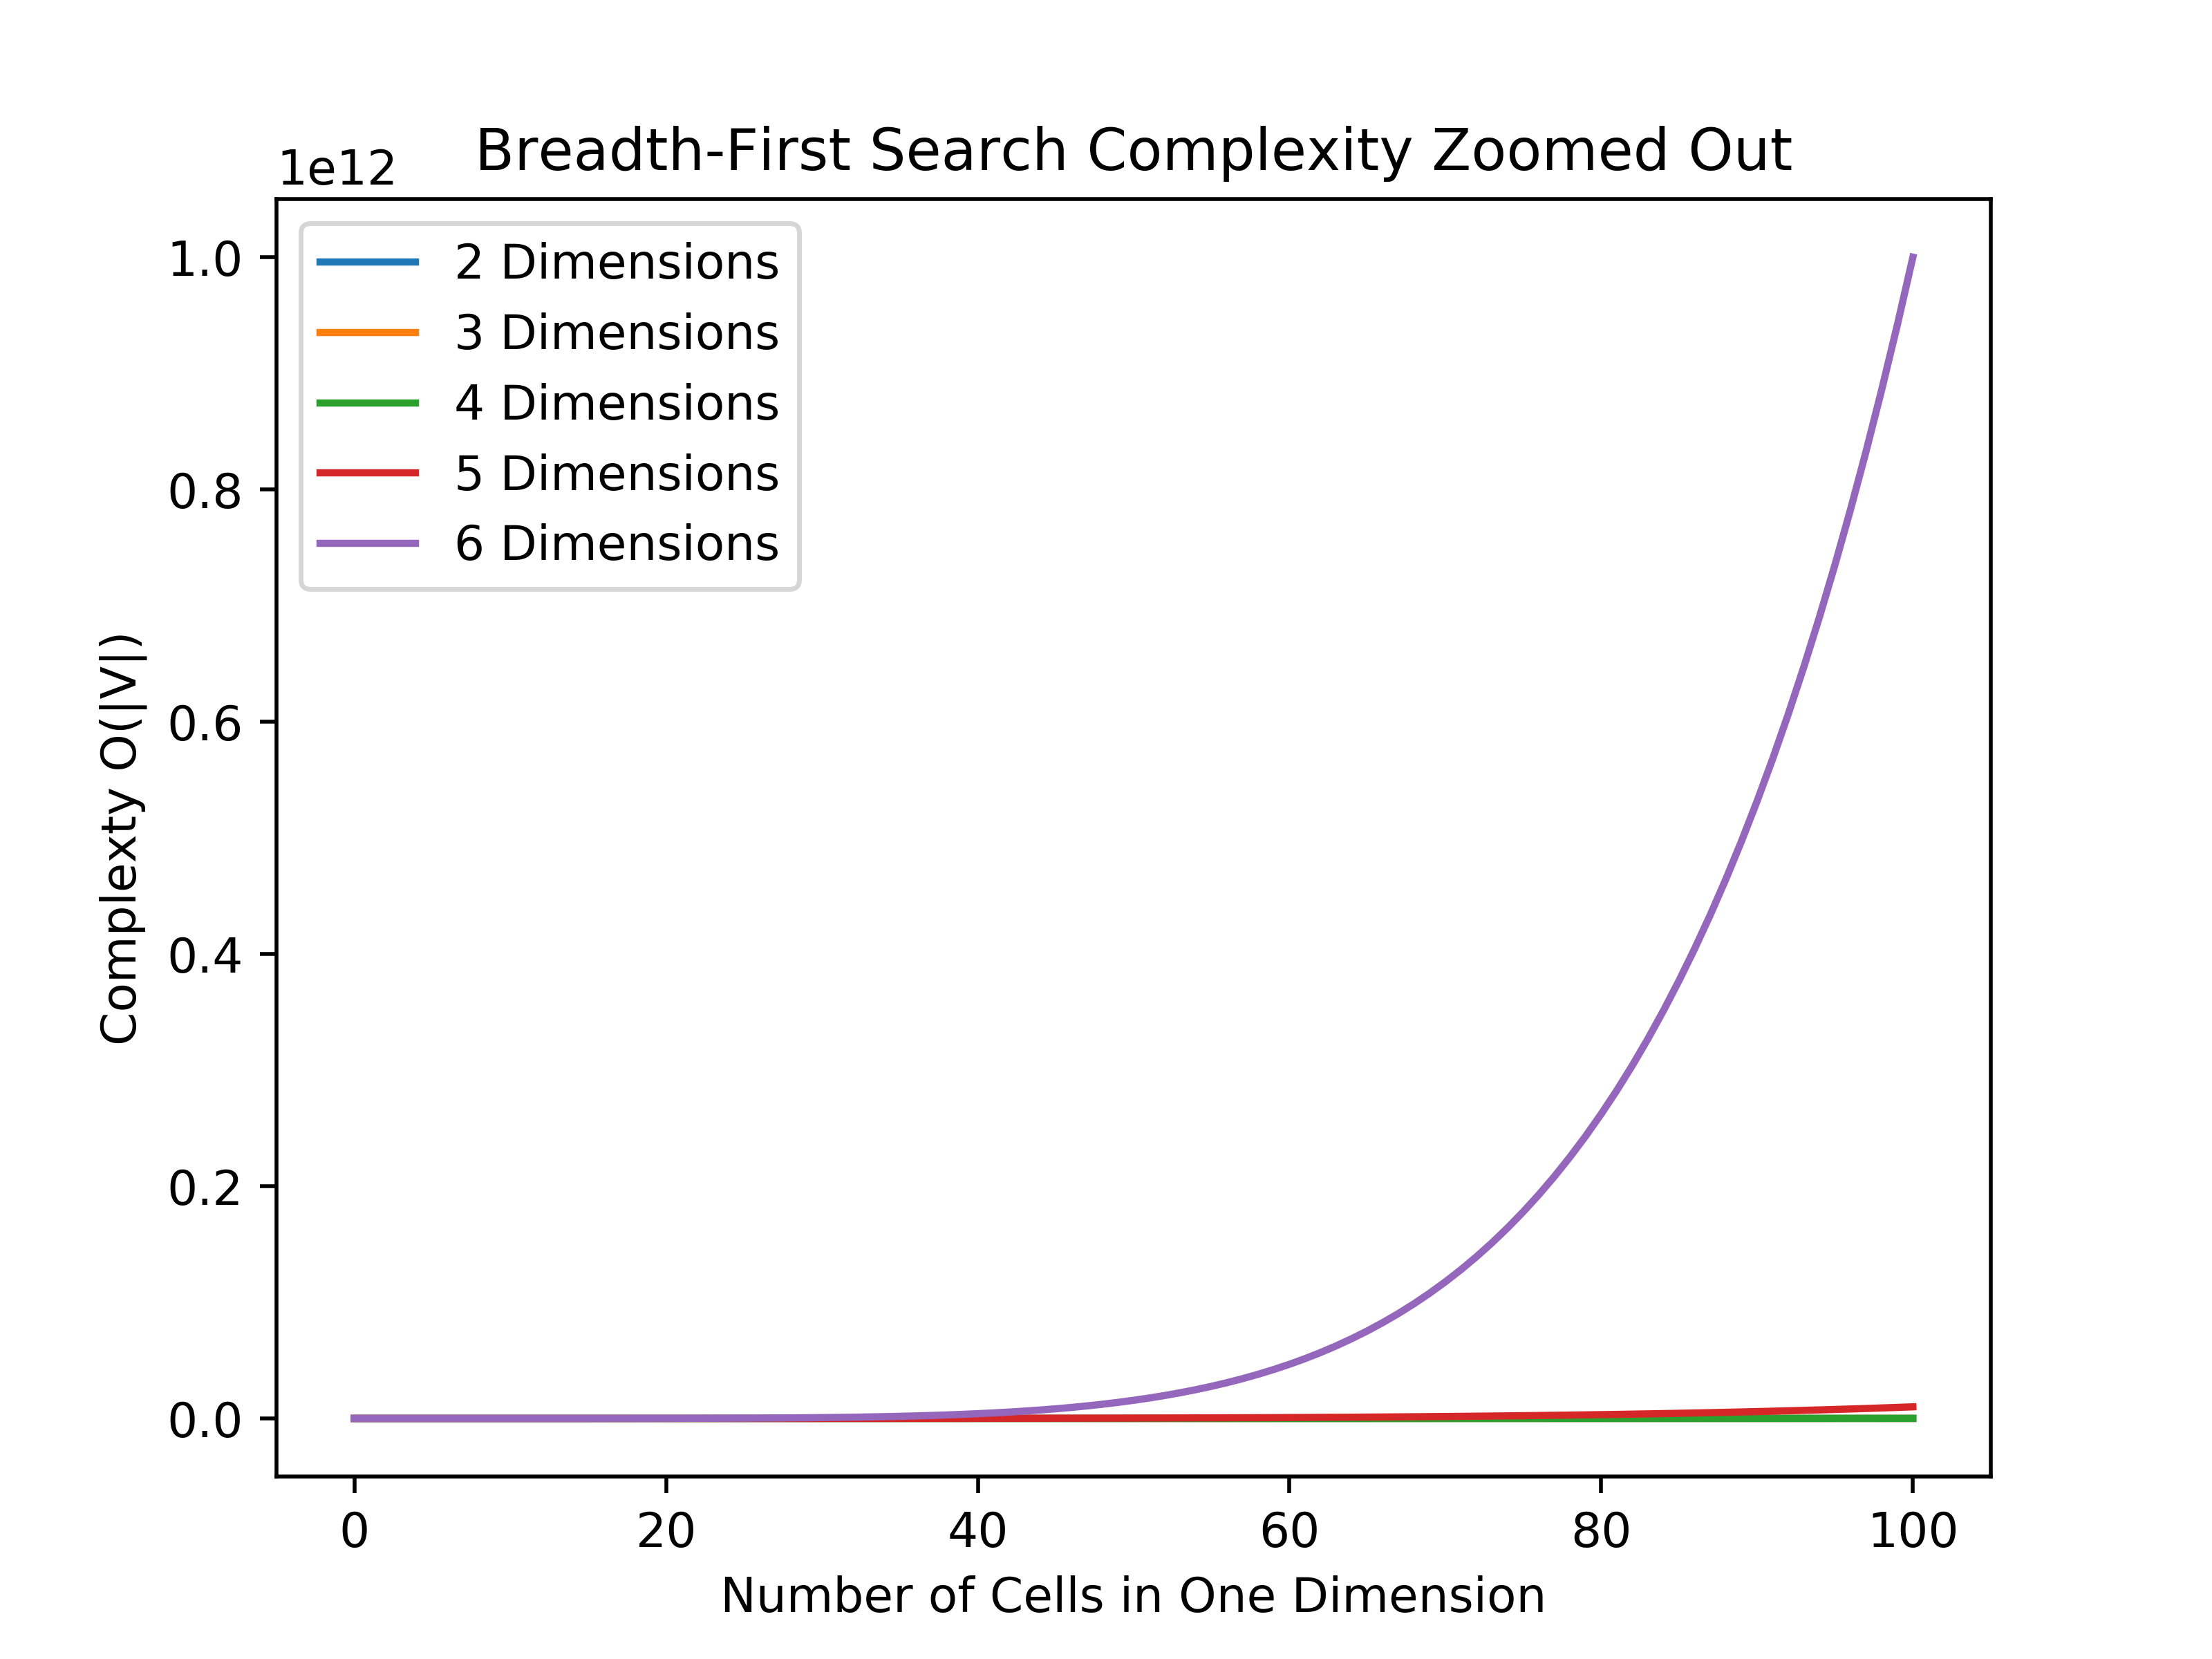 Breadth-First Search Complexity Zoomed Out
1e12
1.0
0.8
0.6
0.4
0.2
0.0
Complexty O(|V|)
2 Dimensions
3 Dimensions
4 Dimensions
5 Dimensions
6 Dimensions
0 20 40 60 80 100
Number of Cells in One Dimension